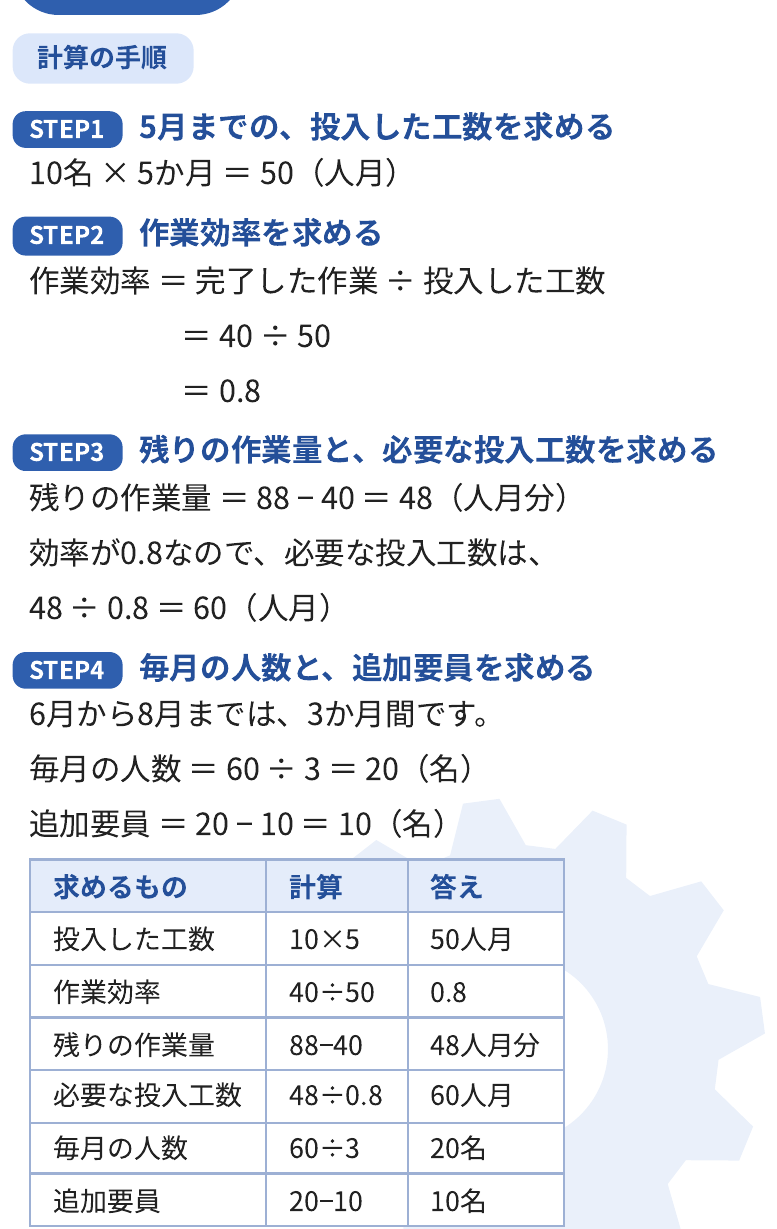 計算の手順
STEP1 5月までの、投入した工数を求める
10名 × 5か月 ＝ 50（人月）
STEP2 作業効率を求める
作業効率 ＝ 完了した作業 ÷ 投入した工数
＝ 40 ÷ 50
＝ 0.8
STEP3 残りの作業量と、必要な投入工数を求める
残りの作業量 ＝ 88 − 40 ＝ 48（人月分）
効率が0.8なので、必要な投入工数は、
48 ÷ 0.8 ＝ 60（人月）
STEP4 毎月の人数と、追加要員を求める
6月から8月までは、3か月間です。
毎月の人数 ＝ 60 ÷ 3 ＝ 20（名）
追加要員 ＝ 20 − 10 ＝ 10（名）
求めるもの 計算 答え
投入した工数 10×5 50人月
作業効率 40÷50 0.8
残りの作業量 88−40 48人月分
必要な投入工数 48÷0.8 60人月
毎月の人数 60÷3 20名
追加要員 20−10 10名